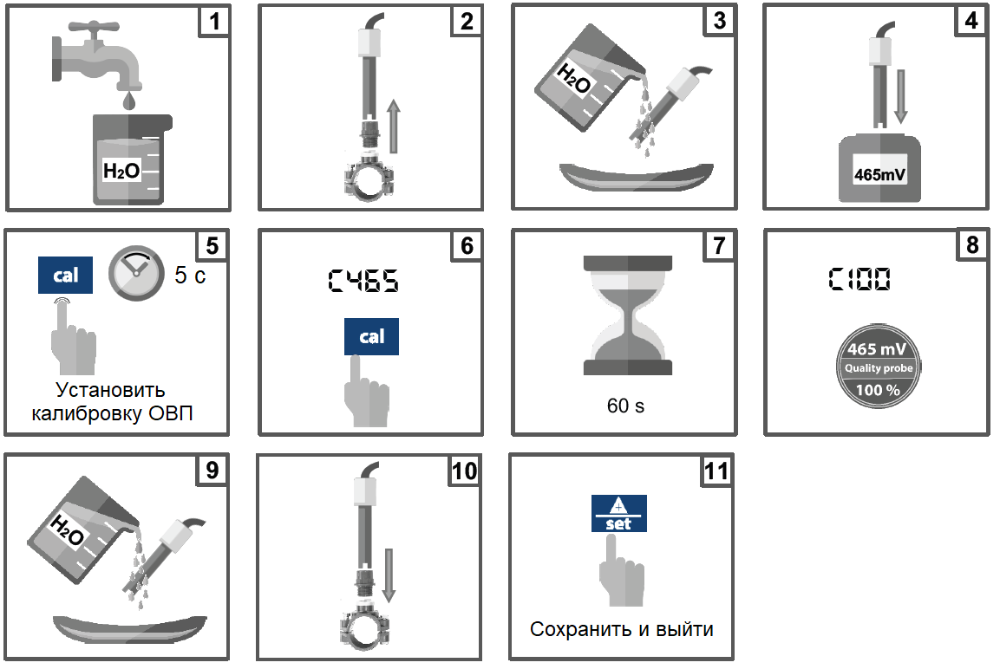 1
H₂O
2
3
H₂O
4
465mV
5
cal
5 с
Установить
калибровку ОВП
6
C465
cal
7
60 s
8
C100
465 mV
Quality probe
100 %
9
H₂O
10
11
+
set
Сохранить и выйти